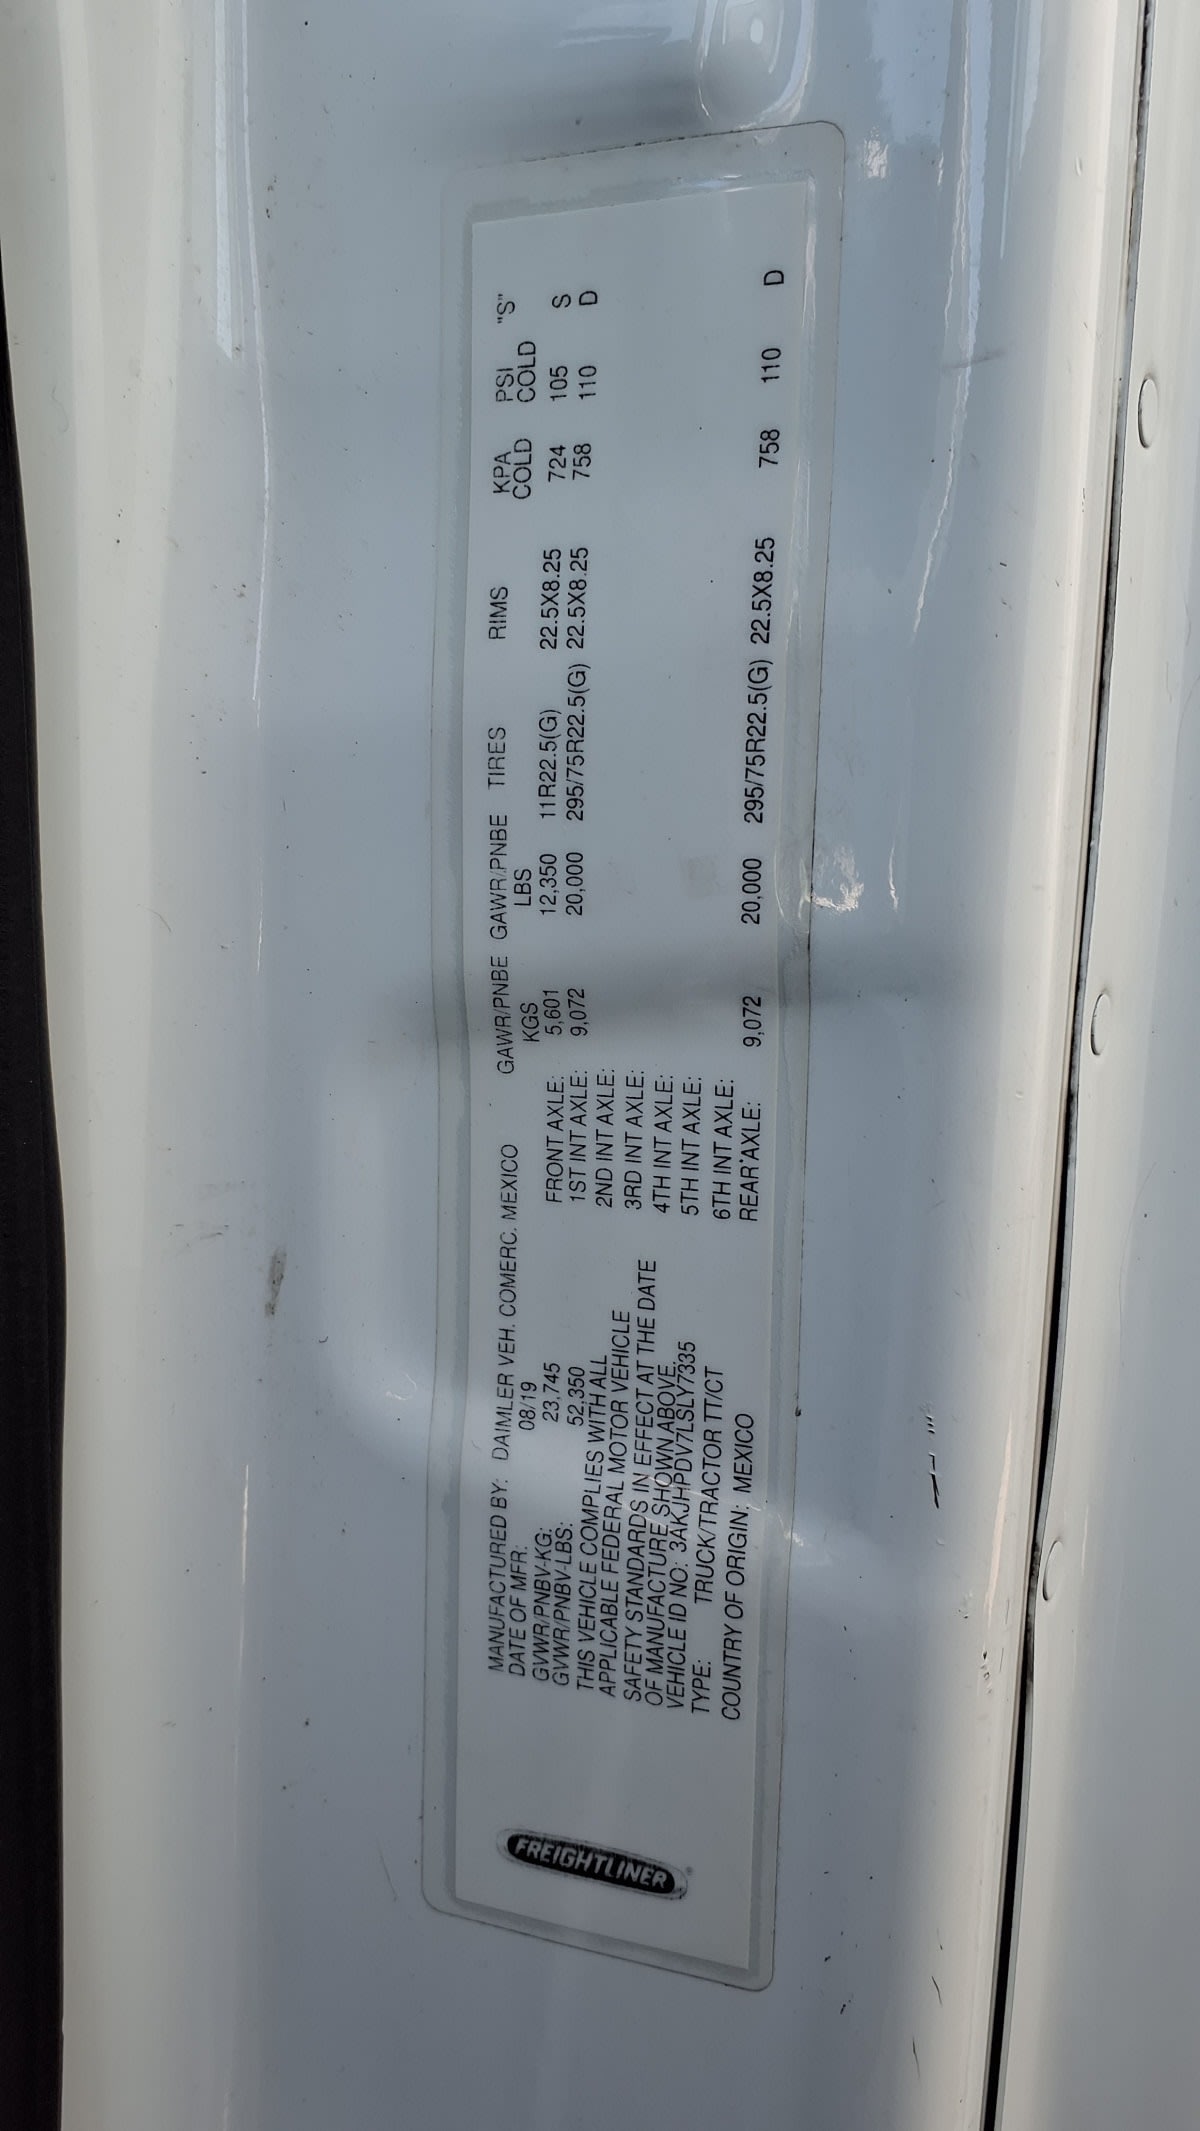 FREIGHTLINER
MANUFACTURED BY: DAIMLER VEH. COMERC. MEXICO
DATE OF MFR: 08/19
GVWR/PNBV-KG: 23,745
GVWR/PNBV-LBS: 52,350
THIS VEHICLE COMPLIES WITH ALL
APPLICABLE FEDERAL MOTOR VEHICLE
SAFETY STANDARDS IN EFFECT AT THE DATE
OF MANUFACTURE SHOWN ABOVE.
VEHICLE ID NO: 3AKJHPDV7LSLY7335
TYPE: TRUCK/TRACTOR TT/CT
COUNTRY OF ORIGIN: MEXICO
GAWR/PNBE GAWR/PNBE TIRES RIMS KPA PSI "S"
KGS LBS COLD COLD
FRONT AXLE: 5,601 12,350 11R22.5(G) 22.5X8.25 724 105 S
1ST INT AXLE: 9,072 20,000 295/75R22.5(G) 22.5X8.25 758 110 D
2ND INT AXLE:
3RD INT AXLE:
4TH INT AXLE:
5TH INT AXLE:
6TH INT AXLE:
REAR AXLE: 9,072 20,000 295/75R22.5(G) 22.5X8.25 758 110 D